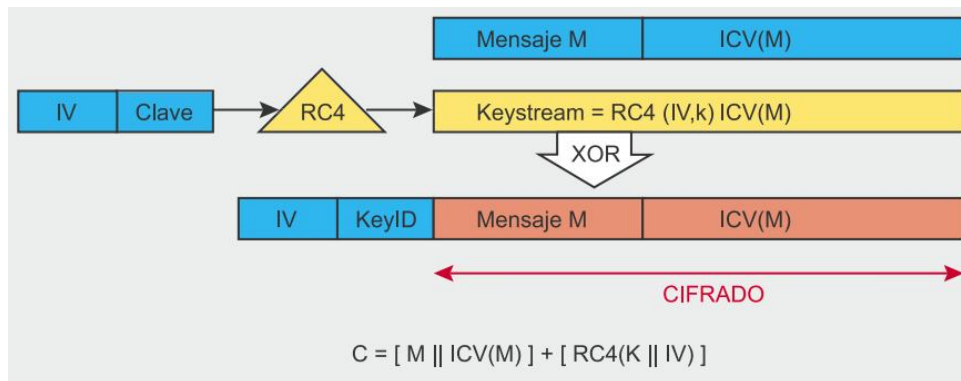 Mensaje M ICV(M)
IV Clave RC4 Keystream = RC4 (IV,k) ICV(M)
XOR
IV KeyID Mensaje M ICV(M)
CIFRADO
C = [ M || ICV(M) ] + [ RC4(K || IV) ]